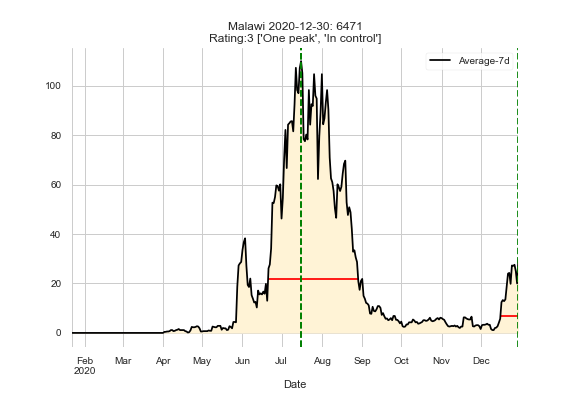 Malawi 2020-12-30: 6471
Rating:3 ['One peak', 'In control']
Average-7d
100
80
60
40
20
0
Feb Mar Apr May Jun Jul Aug Sep Oct Nov Dec
2020
Date